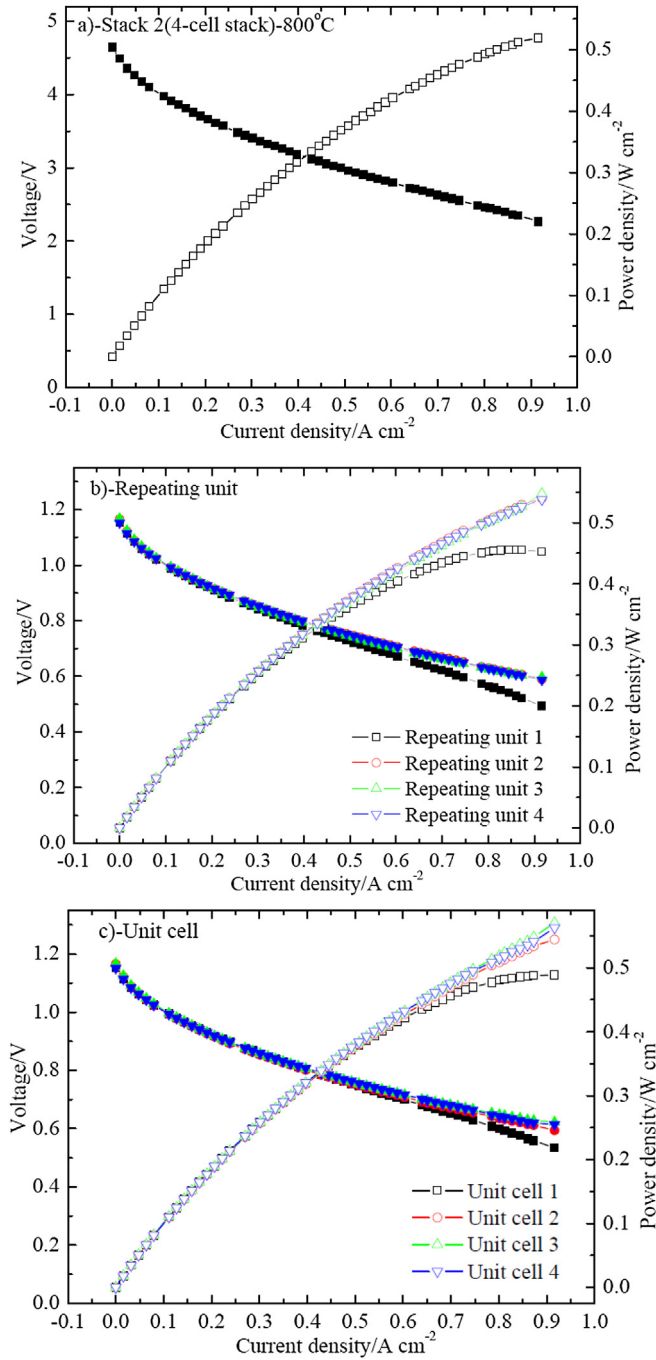 a)-Stack 2(4-cell stack)-800°C
5
4
3
2
1
0
Voltage/V
0.5
0.4
0.3
0.2
0.1
0.0
Power density/W cm-2
-0.1 0.0 0.1 0.2 0.3 0.4 0.5 0.6 0.7 0.8 0.9 1.0
Current density/A cm-2
b)-Repeating unit
1.2
1.0
0.8
0.6
0.4
0.2
0.0
Voltage/V
0.5
0.4
0.3
0.2
0.1
0.0
Power density/W cm-2
Repeating unit 1
Repeating unit 2
Repeating unit 3
Repeating unit 4
-0.1 0.0 0.1 0.2 0.3 0.4 0.5 0.6 0.7 0.8 0.9 1.0
Current density/A cm-2
c)-Unit cell
1.2
1.0
0.8
0.6
0.4
0.2
0.0
Voltage/V
0.5
0.4
0.3
0.2
0.1
0.0
Power density/W cm-2
Unit cell 1
Unit cell 2
Unit cell 3
Unit cell 4
-0.1 0.0 0.1 0.2 0.3 0.4 0.5 0.6 0.7 0.8 0.9 1.0
Current density/A cm-2